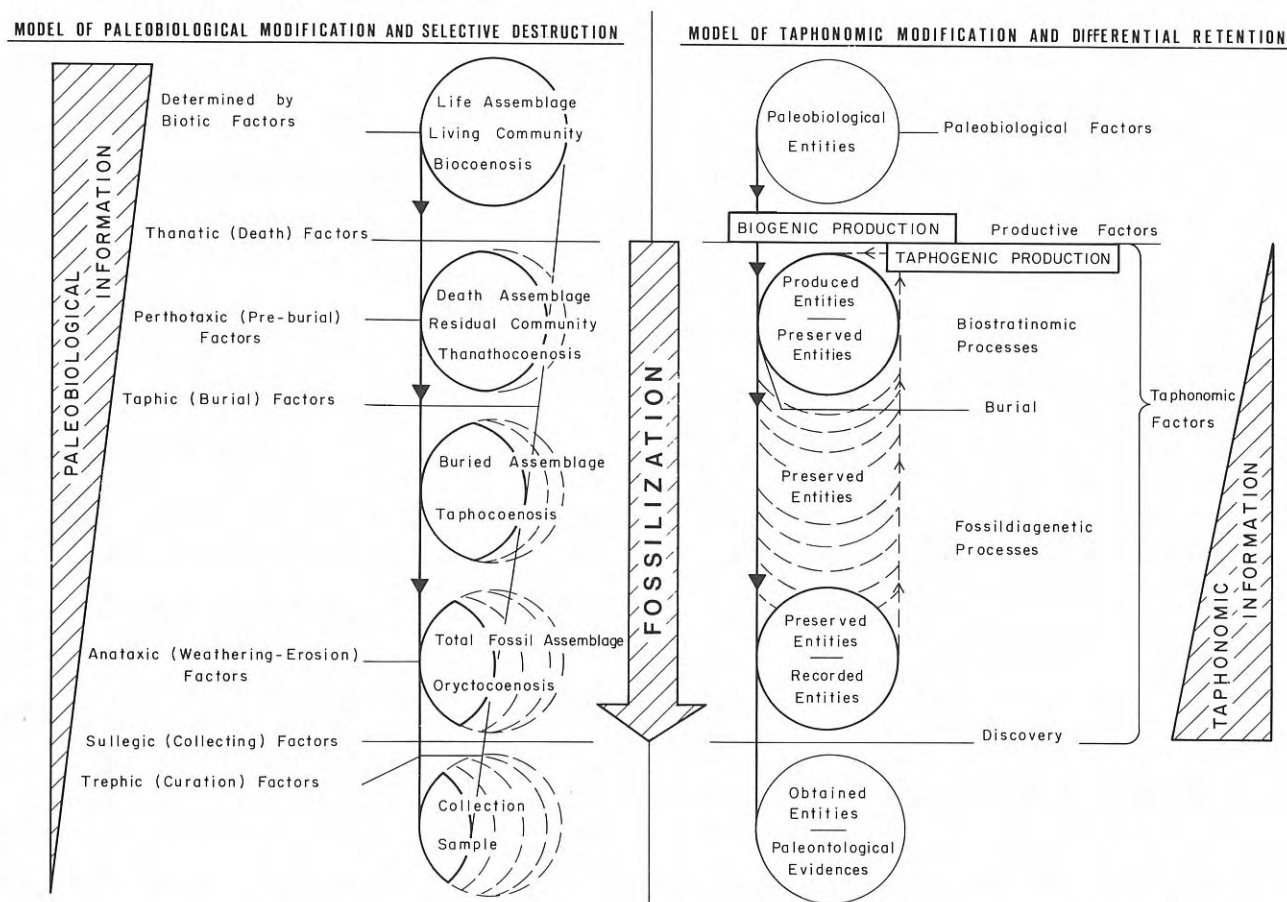 MODEL OF PALEOBIOLOGICAL MODIFICATION AND SELECTIVE DESTRUCTION
PALEOBIOLOGICAL
INFORMATION
Determined by
Biotic Factors
Life Assemblage
Living Community
Biocoenosis
Thanatic (Death) Factors
Death Assemblage
Residual Community
Thanathocoenosis
Perthotaxic (Pre-burial)
Factors
Taphic (Burial) Factors
Buried Assemblage
Taphocoenosis
Total Fossil Assemblage
Oryctocoenosis
Anataxic (Weathering-Erosion)
Factors
Sullegic (Collecting) Factors
Trephic (Curation) Factors
Collection
Sample
FOSSILIZATION
MODEL OF TAPHONOMIC MODIFICATION AND DIFFERENTIAL RETENTION
Paleobiological
Entities
Paleobiological Factors
BIOGENIC PRODUCTION
Productive Factors
TAPHOGENIC PRODUCTION
Produced
Entities
Preserved
Entities
Biostratinomic
Processes
Burial
Taphonomic
Factors
Preserved
Entities
Fossildiagenetic
Processes
Preserved
Entities
Recorded
Entities
Discovery
Obtained
Entities
Paleontological
Evidences
TAPHONOMIC
INFORMATION